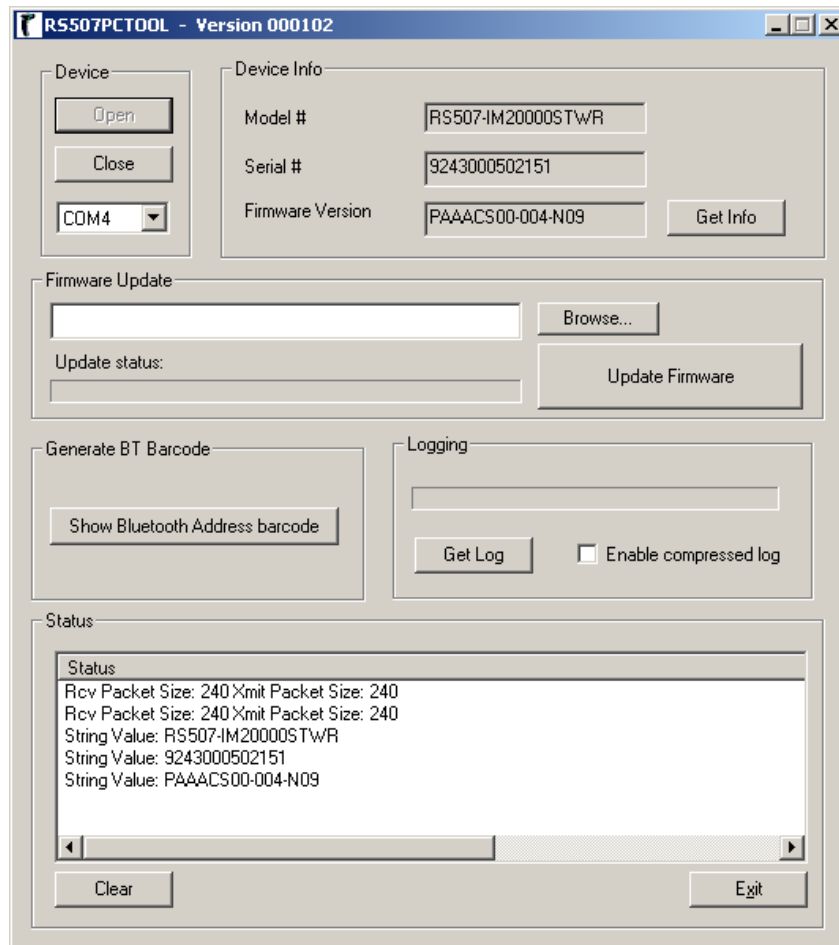 RS507PCTOOL - Version 000102
Device
Open
Close
COM4
Device Info
Model #
RS507-IM20000STWR
Serial #
9243000502151
Firmware Version
PAAACS00-004-N09
Get Info
Firmware Update
Browse...
Update status:
Update Firmware
Generate BT Barcode
Show Bluetooth Address barcode
Logging
Get Log
Enable compressed log
Status
Status
Rcv Packet Size: 240 Xmit Packet Size: 240
Rcv Packet Size: 240 Xmit Packet Size: 240
String Value: RS507-IM20000STWR
String Value: 9243000502151
String Value: PAAACS00-004-N09
Clear
Exit